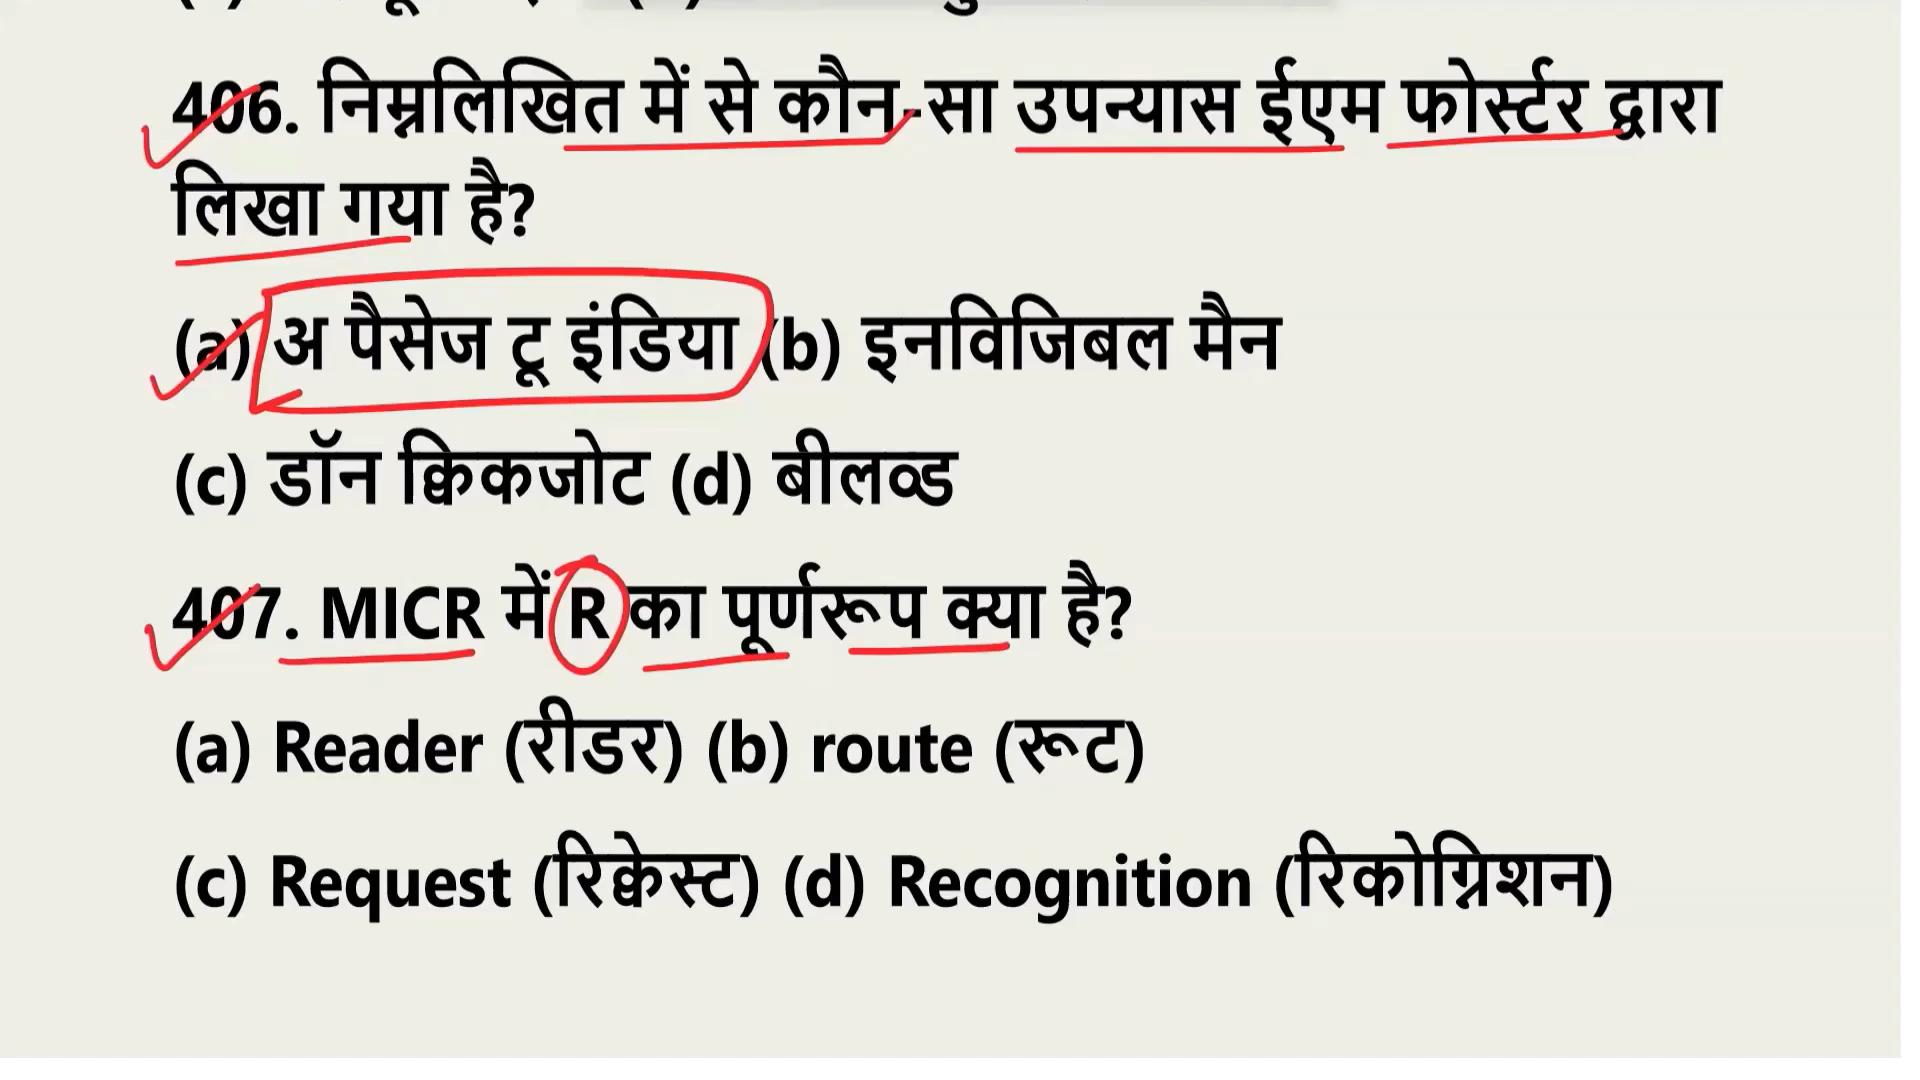 406. निम्नलिखित में से कौन-सा उपन्यास ईएम फोर्स्टर द्वारा
लिखा गया है?
(a) अ पैसेज टू इंडिया (b) इनविजिबल मैन
(c) डॉन क्विकजोट (d) बीलव्ड
407. MICR में R का पूर्णरूप क्या है?
(a) Reader (रीडर) (b) route (रूट)
(c) Request (रिक्वेस्ट) (d) Recognition (रिकोग्निशन)